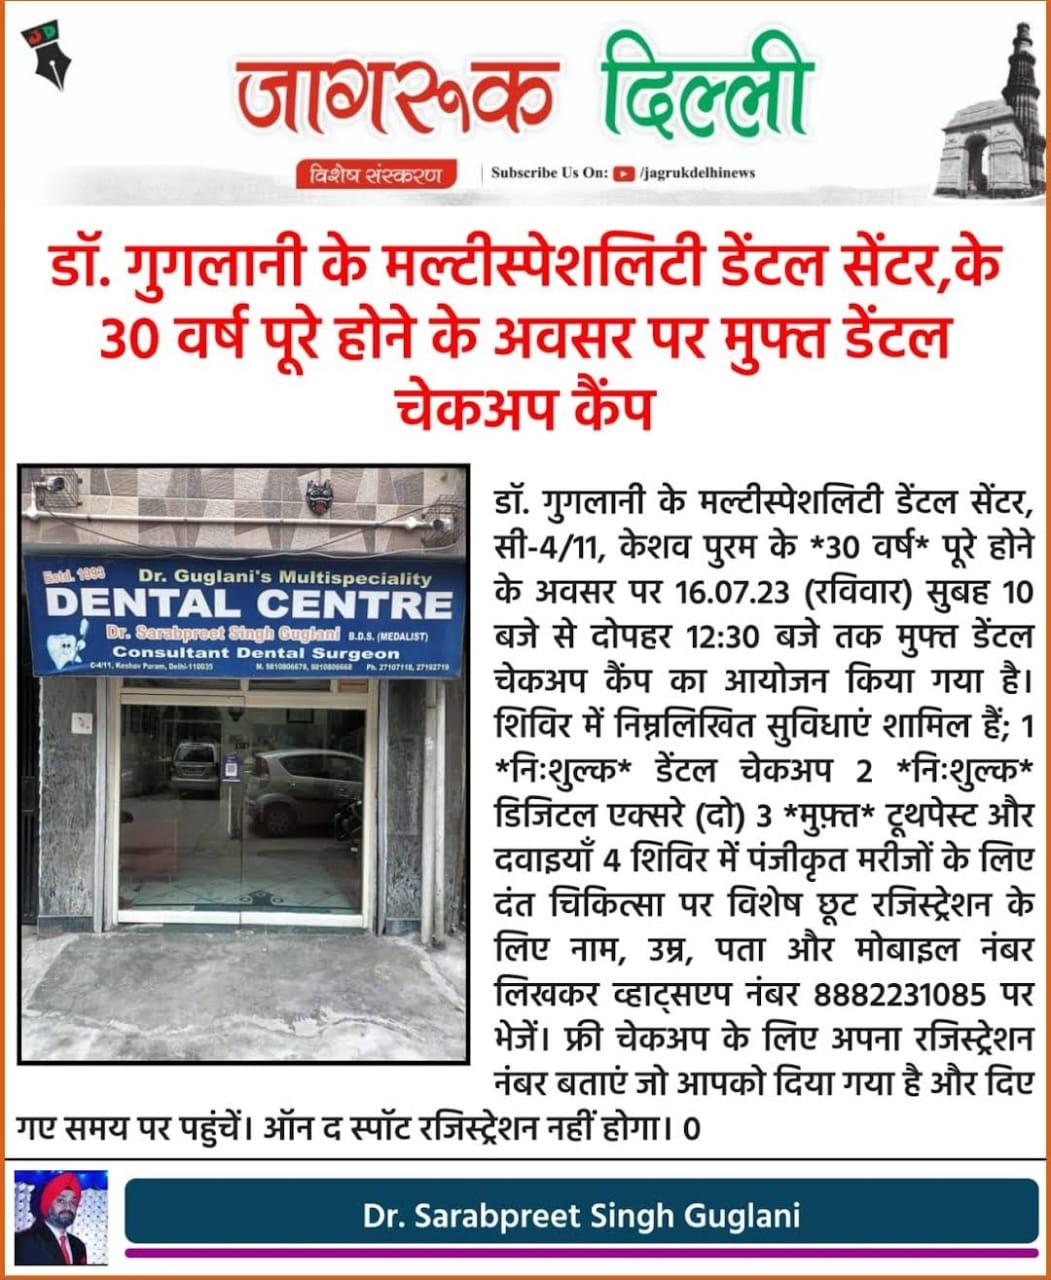 JD
जागरूक दिल्ली
विशेष संस्करण
Subscribe Us On: /jagrukdelhinews
डॉ. गुगलानी के मल्टीस्पेशलिटी डेंटल सेंटर,के
30 वर्ष पूरे होने के अवसर पर मुफ्त डेंटल
चेकअप कैंप
Estd. 1993
Dr. Guglani's Multispeciality
DENTAL CENTRE
Dr. Sarabpreet Singh Guglani B.D.S. (MEDALIST)
Consultant Dental Surgeon
C-4/11, Keshav Puram, Delhi-110035 M. 9810806678, 9810806668 Ph. 27107118, 27192719
डॉ. गुगलानी के मल्टीस्पेशलिटी डेंटल सेंटर,
सी-4/11, केशव पुरम के *30 वर्ष* पूरे होने
के अवसर पर 16.07.23 (रविवार) सुबह 10
बजे से दोपहर 12:30 बजे तक मुफ्त डेंटल
चेकअप कैंप का आयोजन किया गया है।
शिविर में निम्नलिखित सुविधाएं शामिल हैं; 1
*निःशुल्क* डेंटल चेकअप 2 *निःशुल्क*
डिजिटल एक्सरे (दो) 3 *मुफ़्त* टूथपेस्ट और
दवाइयाँ 4 शिविर में पंजीकृत मरीजों के लिए
दंत चिकित्सा पर विशेष छूट रजिस्ट्रेशन के
लिए नाम, उम्र, पता और मोबाइल नंबर
लिखकर व्हाट्सएप नंबर 8882231085 पर
भेजें। फ्री चेकअप के लिए अपना रजिस्ट्रेशन
नंबर बताएं जो आपको दिया गया है और दिए
गए समय पर पहुंचें। ऑन द स्पॉट रजिस्ट्रेशन नहीं होगा। 0
Dr. Sarabpreet Singh Guglani